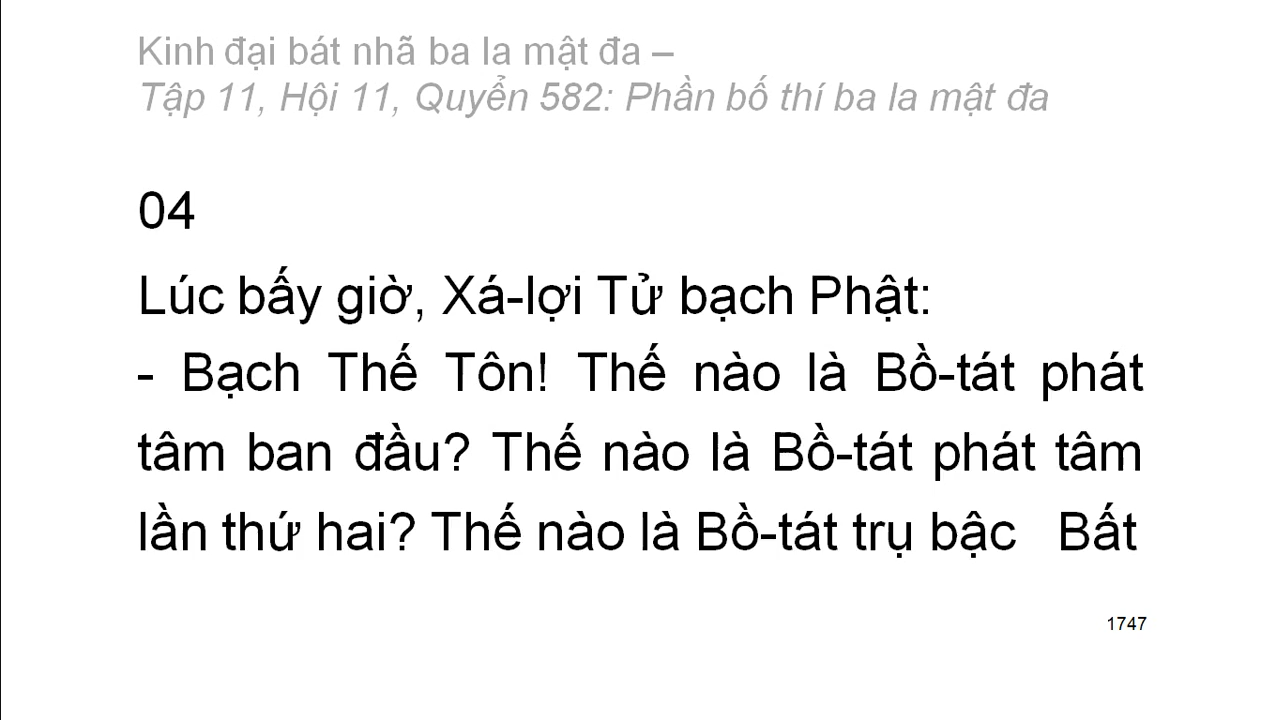 Kinh đại bát nhã ba la mật đa –
Tập 11, Hội 11, Quyển 582: Phần bố thí ba la mật đa
04
Lúc bấy giờ, Xá-lợi Tử bạch Phật:
- Bạch Thế Tôn! Thế nào là Bồ-tát phát
tâm ban đầu? Thế nào là Bồ-tát phát tâm
lần thứ hai? Thế nào là Bồ-tát trụ bậc Bất
1747